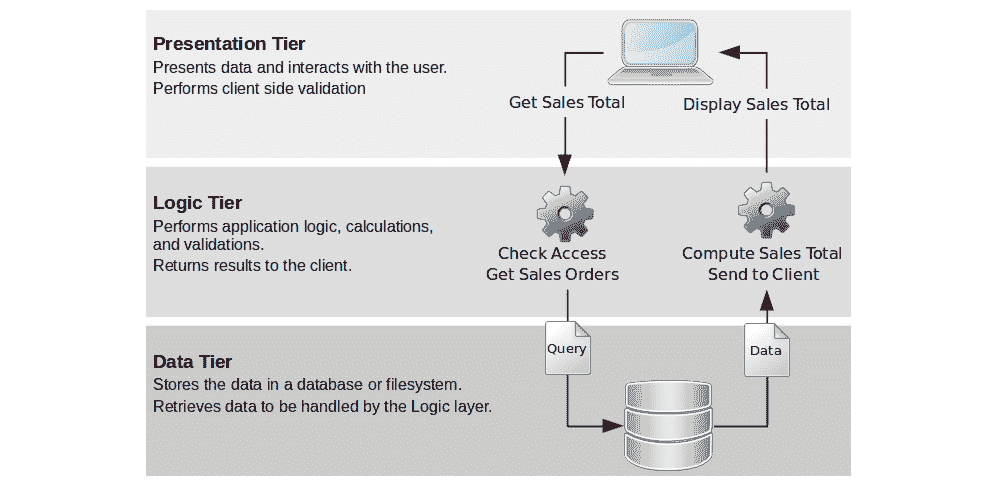 Presentation Tier
Presents data and interacts with the user.
Performs client side validation
Get Sales Total
Display Sales Total
Logic Tier
Performs application logic, calculations,
and validations.
Returns results to the client.
Check Access
Get Sales Orders
Compute Sales Total
Send to Client
Data Tier
Stores the data in a database or filesystem.
Retrieves data to be handled by the Logic layer.
Query
Data